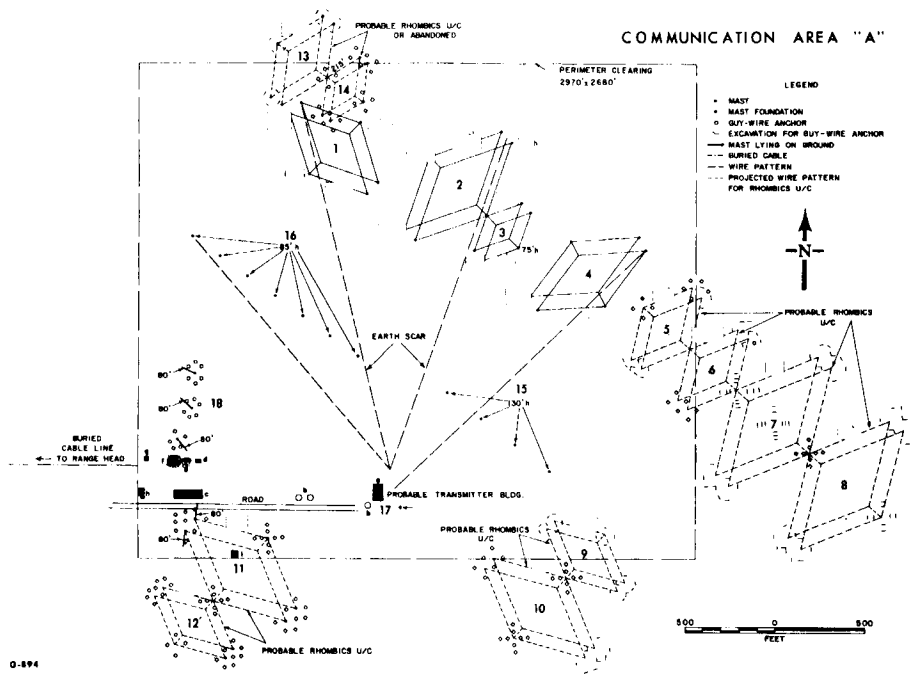 COMMUNICATION AREA "A"
PROBABLE RHOMBICS U/C
OR ABANDONED
13
215'
14
PERIMETER CLEARING
2970' x 2680'
LEGEND
MAST
MAST FOUNDATION
GUY-WIRE ANCHOR
EXCAVATION FOR GUY-WIRE ANCHOR
MAST LYING ON GROUND
BURIED CABLE
WIRE PATTERN
PROJECTED WIRE PATTERN
FOR RHOMBICS U/C
1
h
2
3
75'h
N
16
85' h
4
PROBABLE RHOMBICS
U/C
5
EARTH SCAR
6
80'
18
15
130' h
80'
7
80'
BURIED
CABLE LINE
TO RANGE HEAD
g
d
8
h
c
b
ROAD
PROBABLE TRANSMITTER BLDG.
b
17
80'
PROBABLE RHOMBICS
U/C
80'
9
11
10
12
PROBABLE RHOMBICS U/C
500 0 500
FEET
G-894